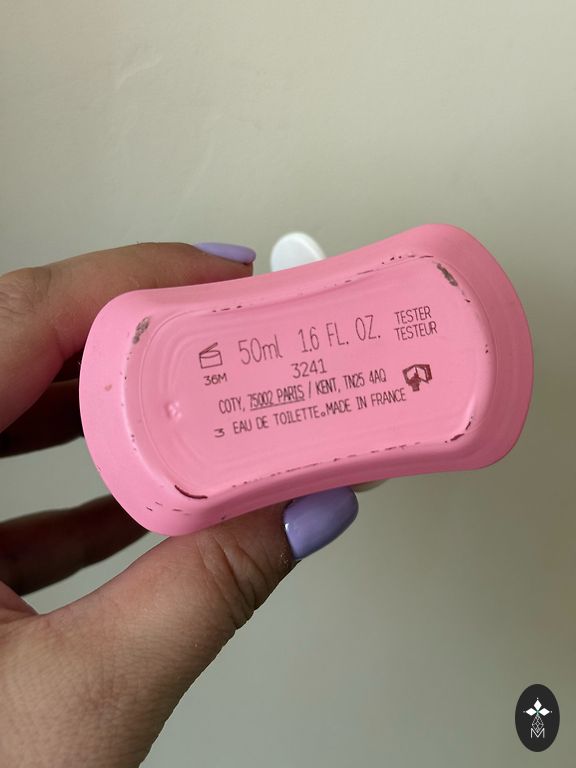 50ml 1.6 FL. OZ. TESTER
TESTEUR
36M
3241
COTY, 75002 PARIS / KENT, TN25 4AQ
3 EAU DE TOILETTE. MADE IN FRANCE
M